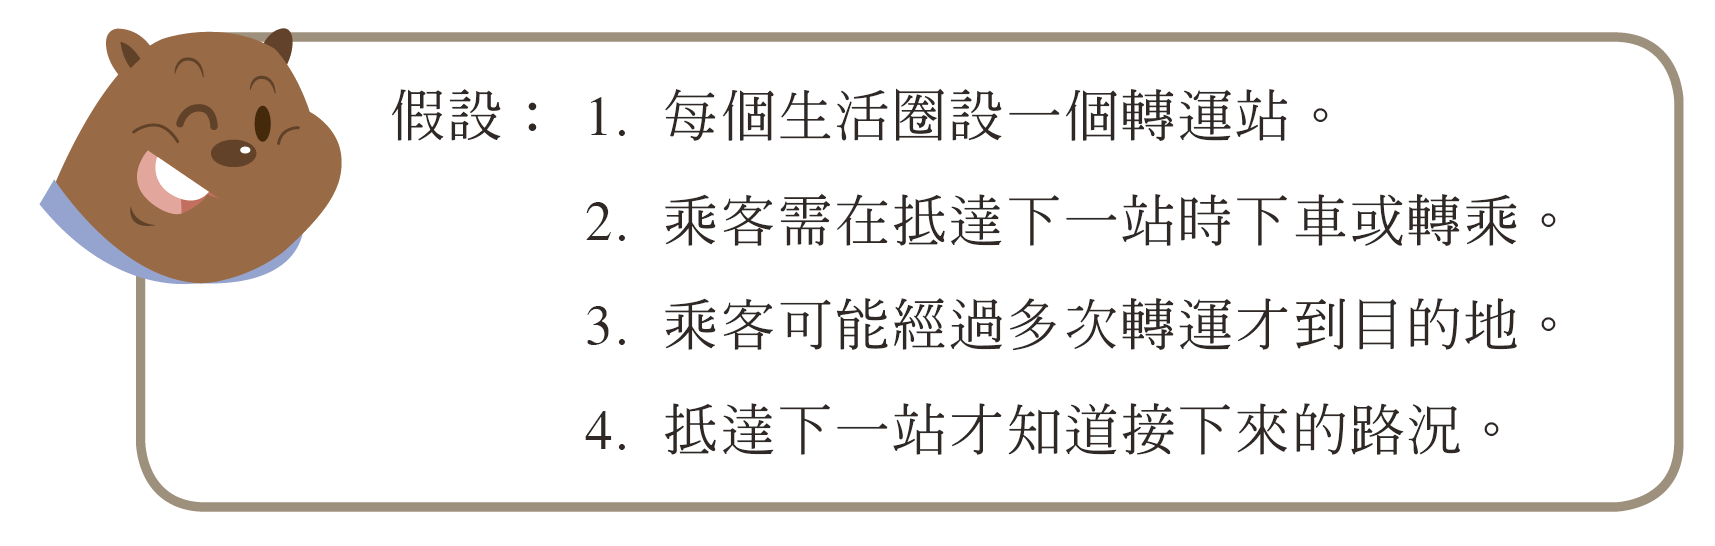 假設： 1. 每個生活圈設一個轉運站。
2. 乘客需在抵達下一站時下車或轉乘。
3. 乘客可能經過多次轉運才到目的地。
4. 抵達下一站才知道接下來的路況。